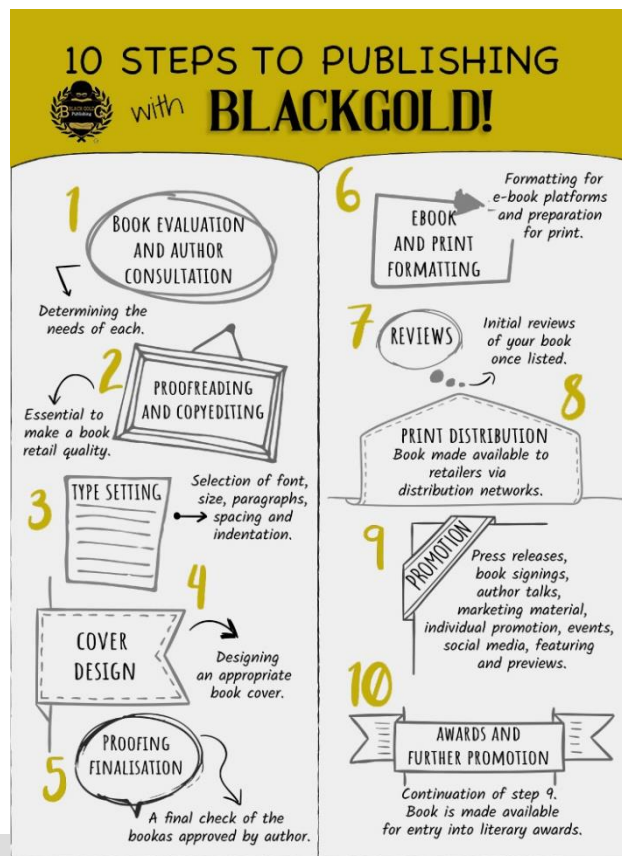 10 STEPS TO PUBLISHING
with BLACKGOLD!
BLACK GOLD
B G
Publishing
1
BOOK EVALUATION
AND AUTHOR
CONSULTATION
Determining the
needs of each.
2
PROOFREADING
AND COPYEDITING
Essential to
make a book
retail quality.
3
TYPE SETTING
Selection of font,
size, paragraphs,
spacing and
indentation.
4
COVER
DESIGN
Designing
an appropriate
book cover.
5
PROOFING
FINALISATION
A final check of the
bookas approved by author.
6
EBOOK
AND PRINT
FORMATTING
Formatting for
e-book platforms
and preparation
for print.
7
REVIEWS
Initial reviews
of your book
once listed.
8
PRINT DISTRIBUTION
Book made available to
retailers via
distribution networks.
9
PROMOTION
Press releases,
book signings,
author talks,
marketing material,
individual promotion, events,
social media, featuring
and previews.
10
AWARDS AND
FURTHER PROMOTION
Continuation of step 9.
Book is made available
for entry into literary awards.